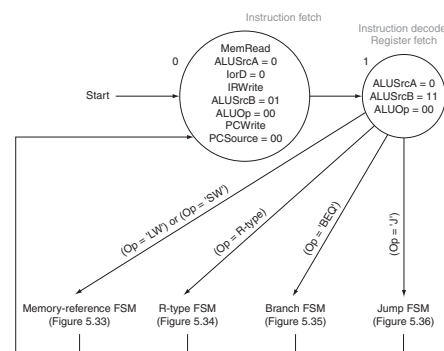 Instruction fetch
Instruction decode/
Register fetch
0
MemRead
ALUSrcA = 0
IorD = 0
IRWrite
ALUSrcB = 01
ALUOp = 00
PCWrite
PCSource = 00
1
ALUSrcA = 0
ALUSrcB = 11
ALUOp = 00
Start
(Op = 'LW') or (Op = 'SW')
(Op = R-type)
(Op = 'BEQ')
(Op = 'J')
Memory-reference FSM
(Figure 5.33)
R-type FSM
(Figure 5.34)
Branch FSM
(Figure 5.35)
Jump FSM
(Figure 5.36)